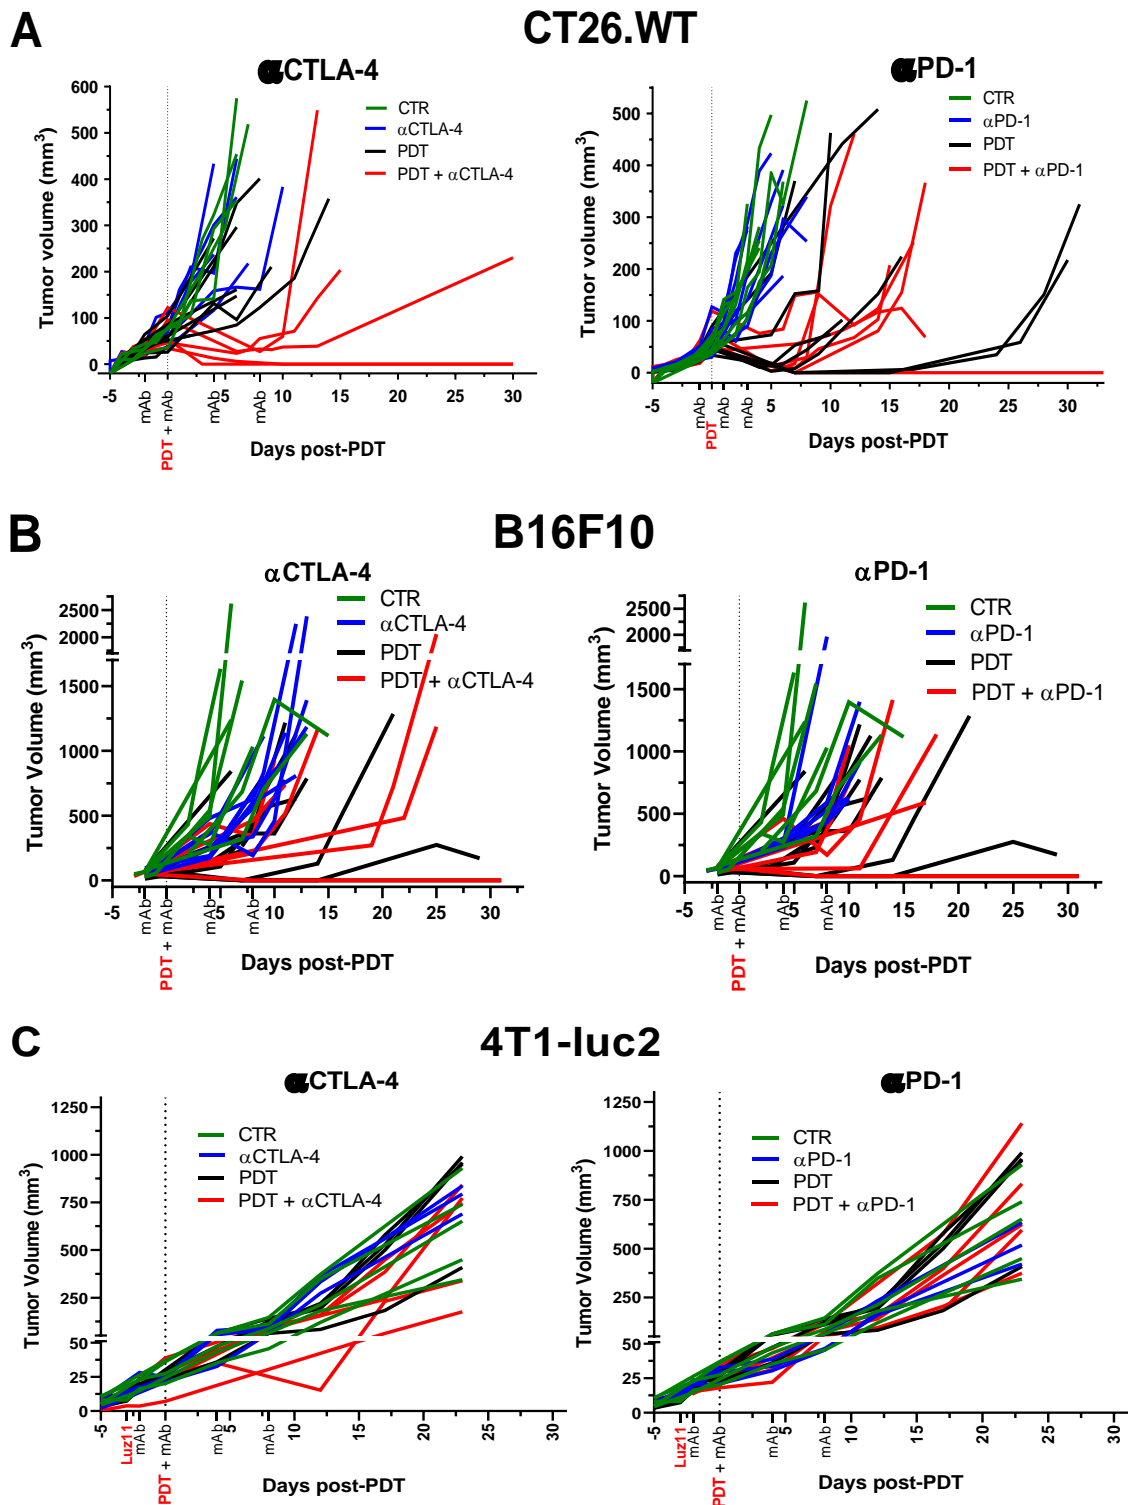 A
CT26.WT
αCTLA-4
CTR
αCTLA-4
PDT
PDT + αCTLA-4
Tumor volume (mm³)
600
500
400
300
200
100
0
-5
mAb
PDT + mAb
mAb
mAb
10
15
20
25
30
Days post-PDT
αPD-1
CTR
αPD-1
PDT
PDT + αPD-1
Tumor volume (mm³)
500
400
300
200
100
0
-5
mAb
PDT
mAb
mAb
5
10
15
20
25
30
Days post-PDT
B
B16F10
αCTLA-4
CTR
αCTLA-4
PDT
PDT + αCTLA-4
Tumor Volume (mm³)
2500
2000
1500
1000
500
0
-5
mAb
PDT + mAb
mAb
5
mAb
10
15
20
25
30
Days post-PDT
αPD-1
CTR
αPD-1
PDT
PDT + αPD-1
Tumor Volume (mm³)
2500
2000
1500
1000
500
0
-5
mAb
PDT + mAb
mAb
5
mAb
10
15
20
25
30
Days post-PDT
C
4T1-luc2
αCTLA-4
CTR
αCTLA-4
PDT
PDT + αCTLA-4
Tumor Volume (mm³)
1250
1000
750
500
250
50
25
0
-5
Luz11
mAb
PDT + mAb
mAb
5
mAb
10
15
20
25
30
Days post-PDT
αPD-1
CTR
αPD-1
PDT
PDT + αPD-1
Tumor Volume (mm³)
1250
1000
750
500
250
50
25
0
-5
Luz11
mAb
PDT + mAb
mAb
5
mAb
10
15
20
25
30
Days post-PDT